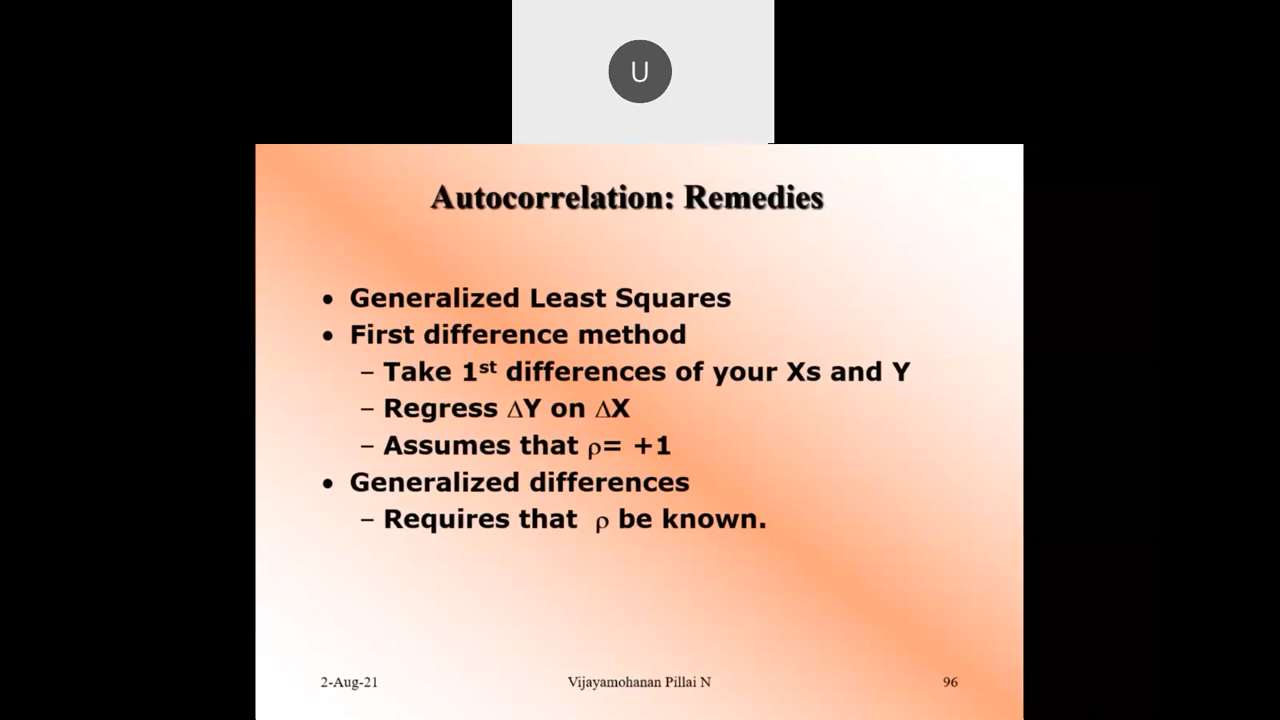 U
Autocorrelation: Remedies
• Generalized Least Squares
• First difference method
– Take 1st differences of your Xs and Y
– Regress ΔY on ΔX
– Assumes that ρ= +1
• Generalized differences
– Requires that ρ be known.
2-Aug-21
Vijayamohanan Pillai N
96